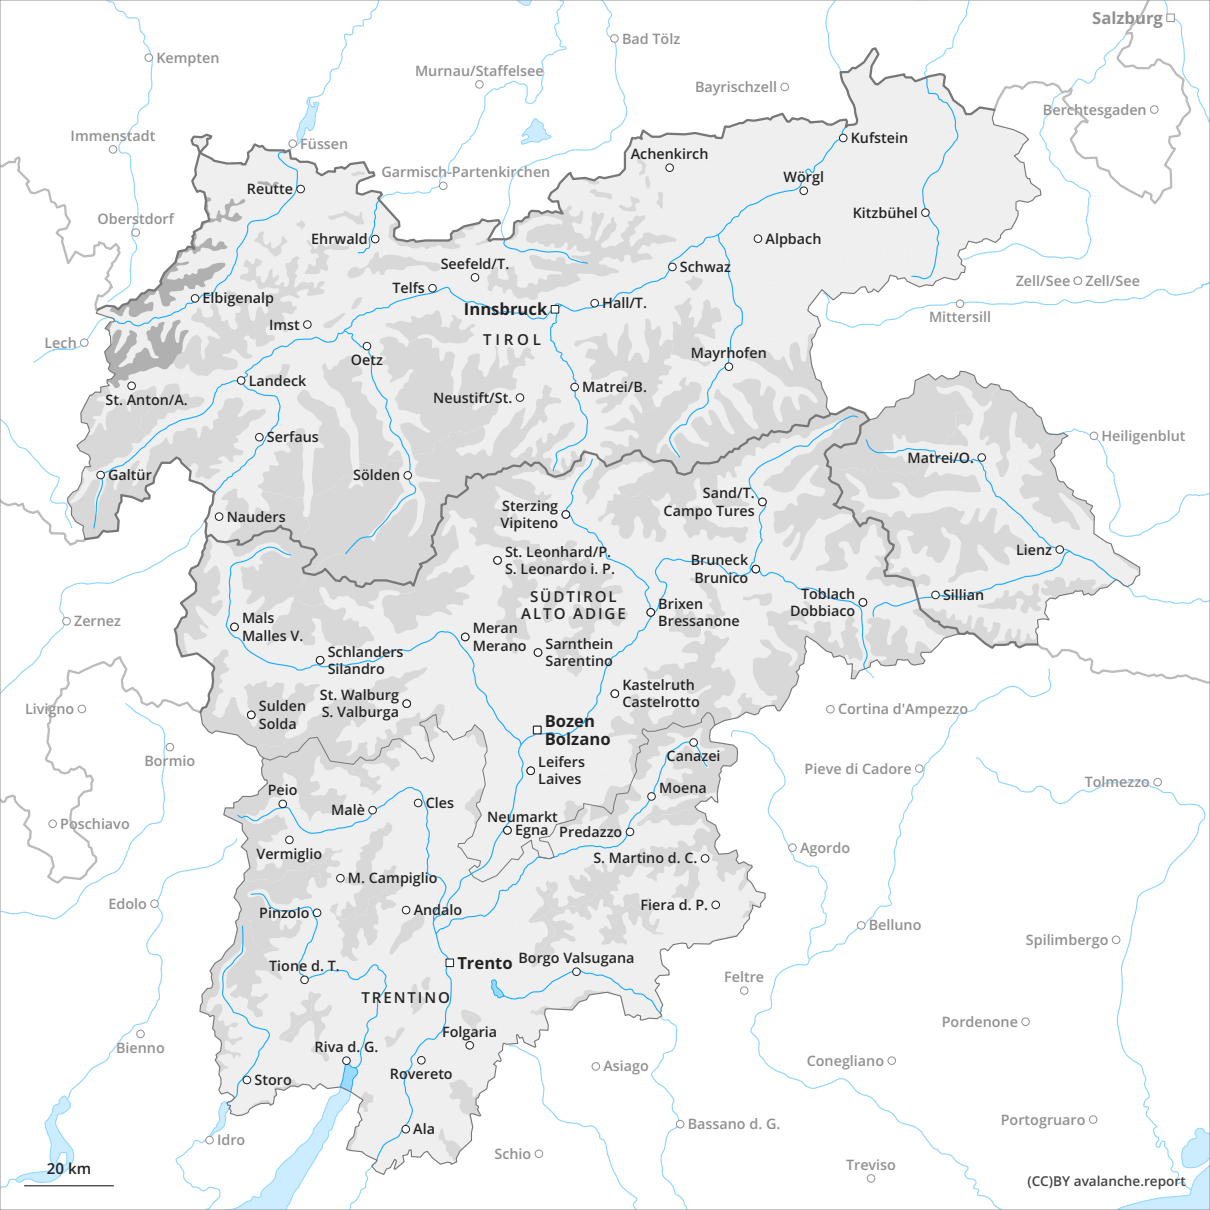 Salzburg
Bad Tölz
Kempten
Murnau/Staffelsee
Bayrischzell
Berchtesgaden
Immenstadt
Füssen
Kufstein
Achenkirch
Garmisch-Partenkirchen
Wörgl
Reutte
Oberstdorf
Kitzbühel
Ehrwald
Alpbach
Seefeld/T.
Schwaz
Zell/See
Zell/See
Telfs
Elbigenalp
Hall/T.
Innsbruck
Mittersill
Imst
TIROL
Lech
Mayrhofen
Oetz
Landeck
Matrei/B.
St. Anton/A.
Neustift/St.
Serfaus
Heiligenblut
Matrei/O.
Galtür
Sölden
Sand/T.
Campo Tures
Sterzing
Vipiteno
Nauders
Lienz
St. Leonhard/P.
S. Leonardo i. P.
Bruneck
Brunico
SÜDTIROL
ALTO ADIGE
Toblach
Dobbiaco
Sillian
Brixen
Bressanone
Zernez
Mals
Malles V.
Meran
Merano
Sarnthein
Sarentino
Schlanders
Silandro
Kastelruth
Castelrotto
St. Walburg
S. Valburga
Livigno
Sulden
Solda
Cortina d'Ampezzo
Bozen
Bolzano
Bormio
Canazei
Leifers
Laives
Pieve di Cadore
Tolmezzo
Peio
Moena
Malè
Cles
Neumarkt
Egna
Predazzo
Poschiavo
Vermiglio
Agordo
S. Martino d. C.
M. Campiglio
Edolo
Pinzolo
Andalo
Fiera d. P.
Belluno
Spilimbergo
Borgo Valsugana
Trento
Tione d. T.
Feltre
TRENTINO
Pordenone
Folgaria
Bienno
Riva d. G.
Conegliano
Asiago
Rovereto
Storo
Portogruaro
Bassano d. G.
Ala
Idro
Schio
Treviso
20 km
(CC)BY avalanche.report